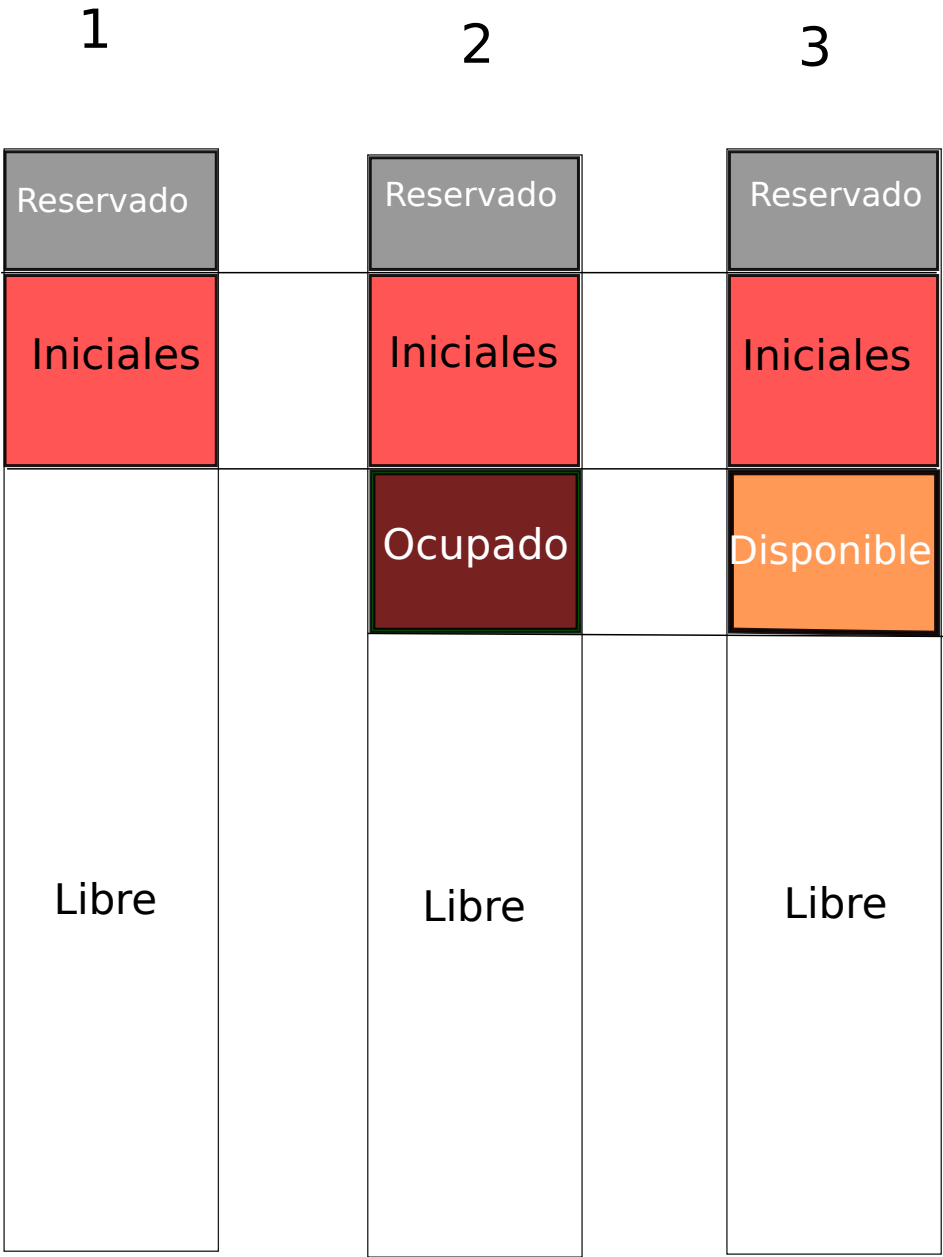 1
2
3
Reservado
Reservado
Reservado
Iniciales
Iniciales
Iniciales
Ocupado
Disponible
Libre
Libre
Libre